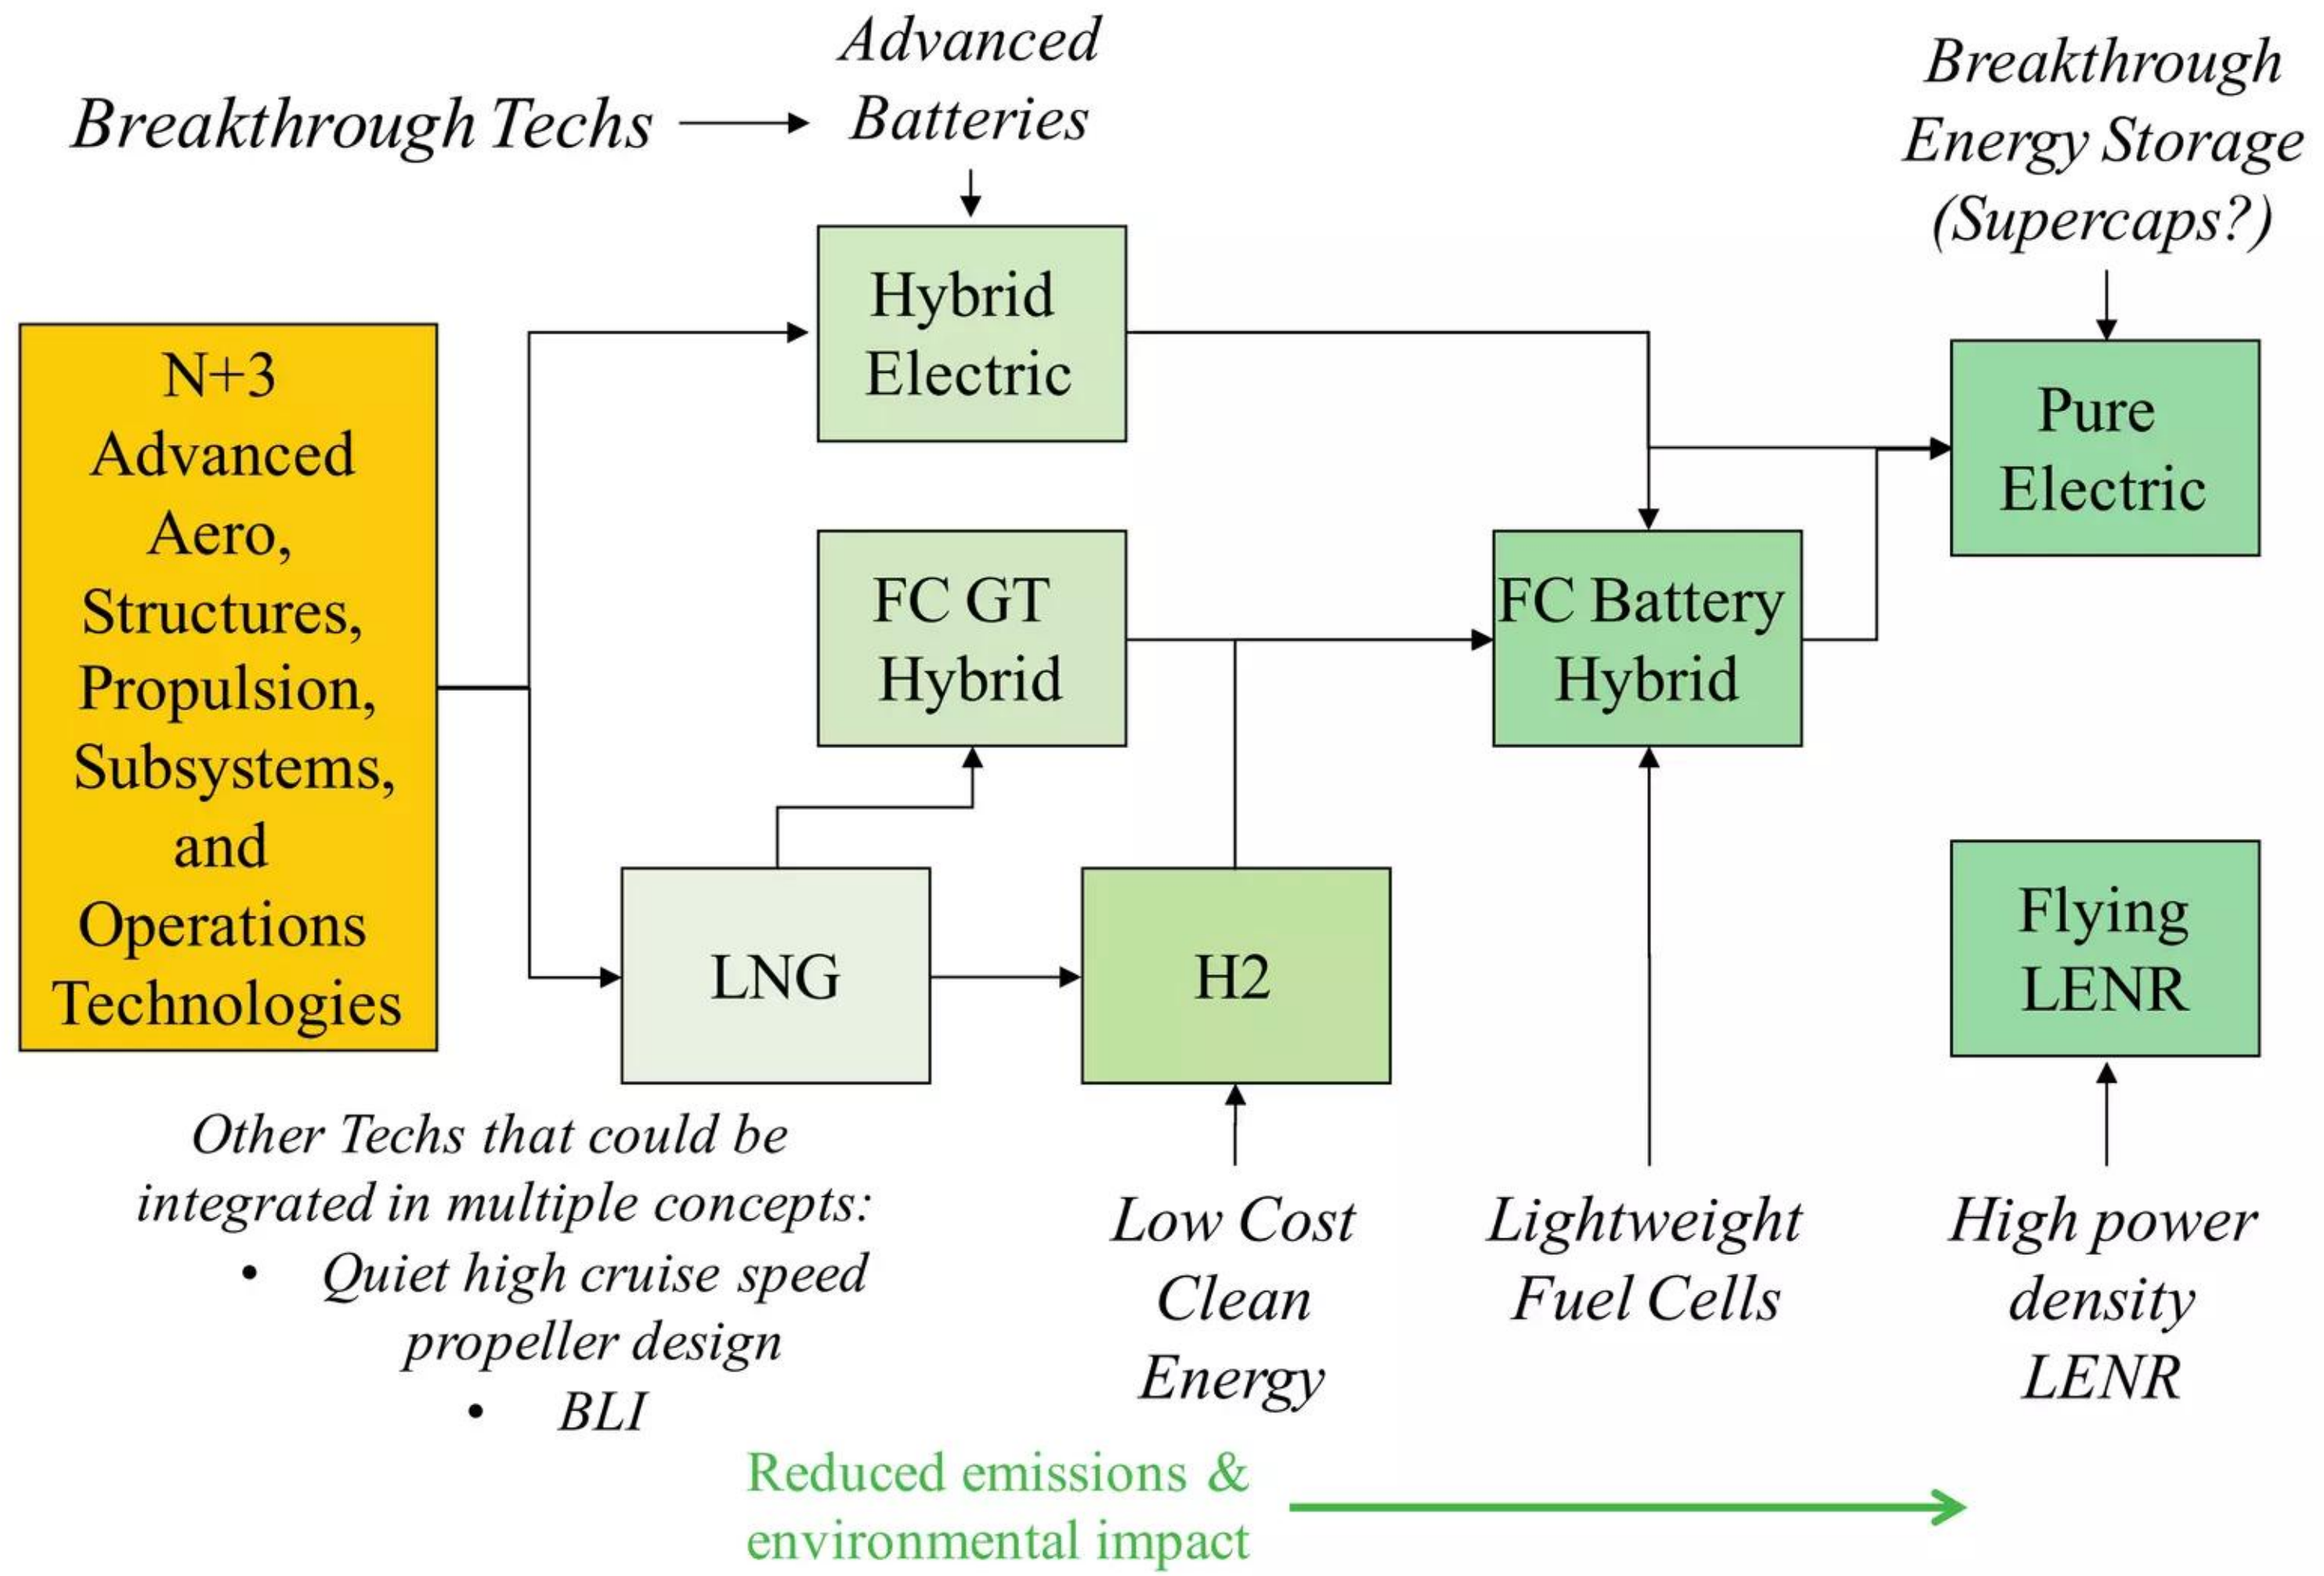 Advanced
Batteries
Breakthrough Techs
Breakthrough
Energy Storage
(Supercaps?)
Hybrid
Electric
N+3
Advanced
Aero,
Structures,
Propulsion,
Subsystems,
and
Operations
Technologies
Pure
Electric
FC GT
Hybrid
FC Battery
Hybrid
LNG
H2
Flying
LENR
Other Techs that could be
integrated in multiple concepts:
• Quiet high cruise speed
propeller design
• BLI
Low Cost
Clean
Energy
Lightweight
Fuel Cells
High power
density
LENR
Reduced emissions &
environmental impact